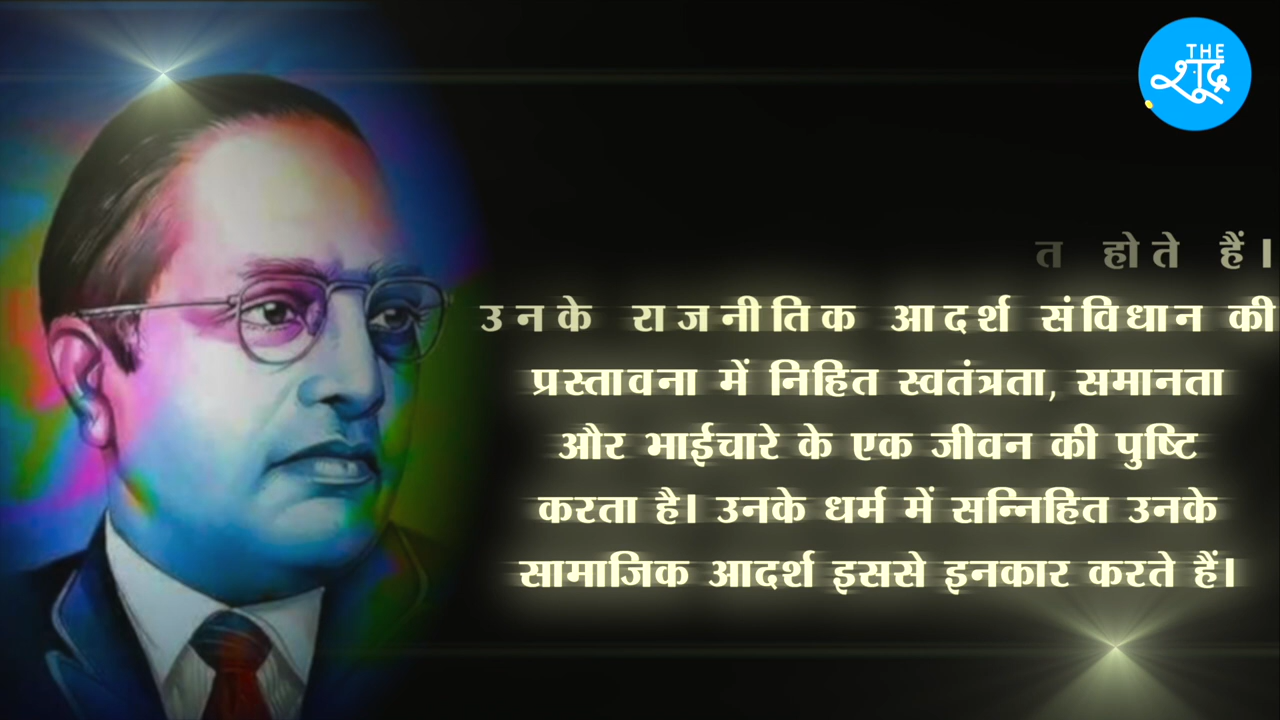 THE
शूद्र
त होते हैं।
उनके राजनीतिक आदर्श संविधान की
प्रस्तावना में निहित स्वतंत्रता, समानता
और भाईचारे के एक जीवन की पुष्टि
करता है। उनके धर्म में सन्निहित उनके
सामाजिक आदर्श इससे इनकार करते हैं।